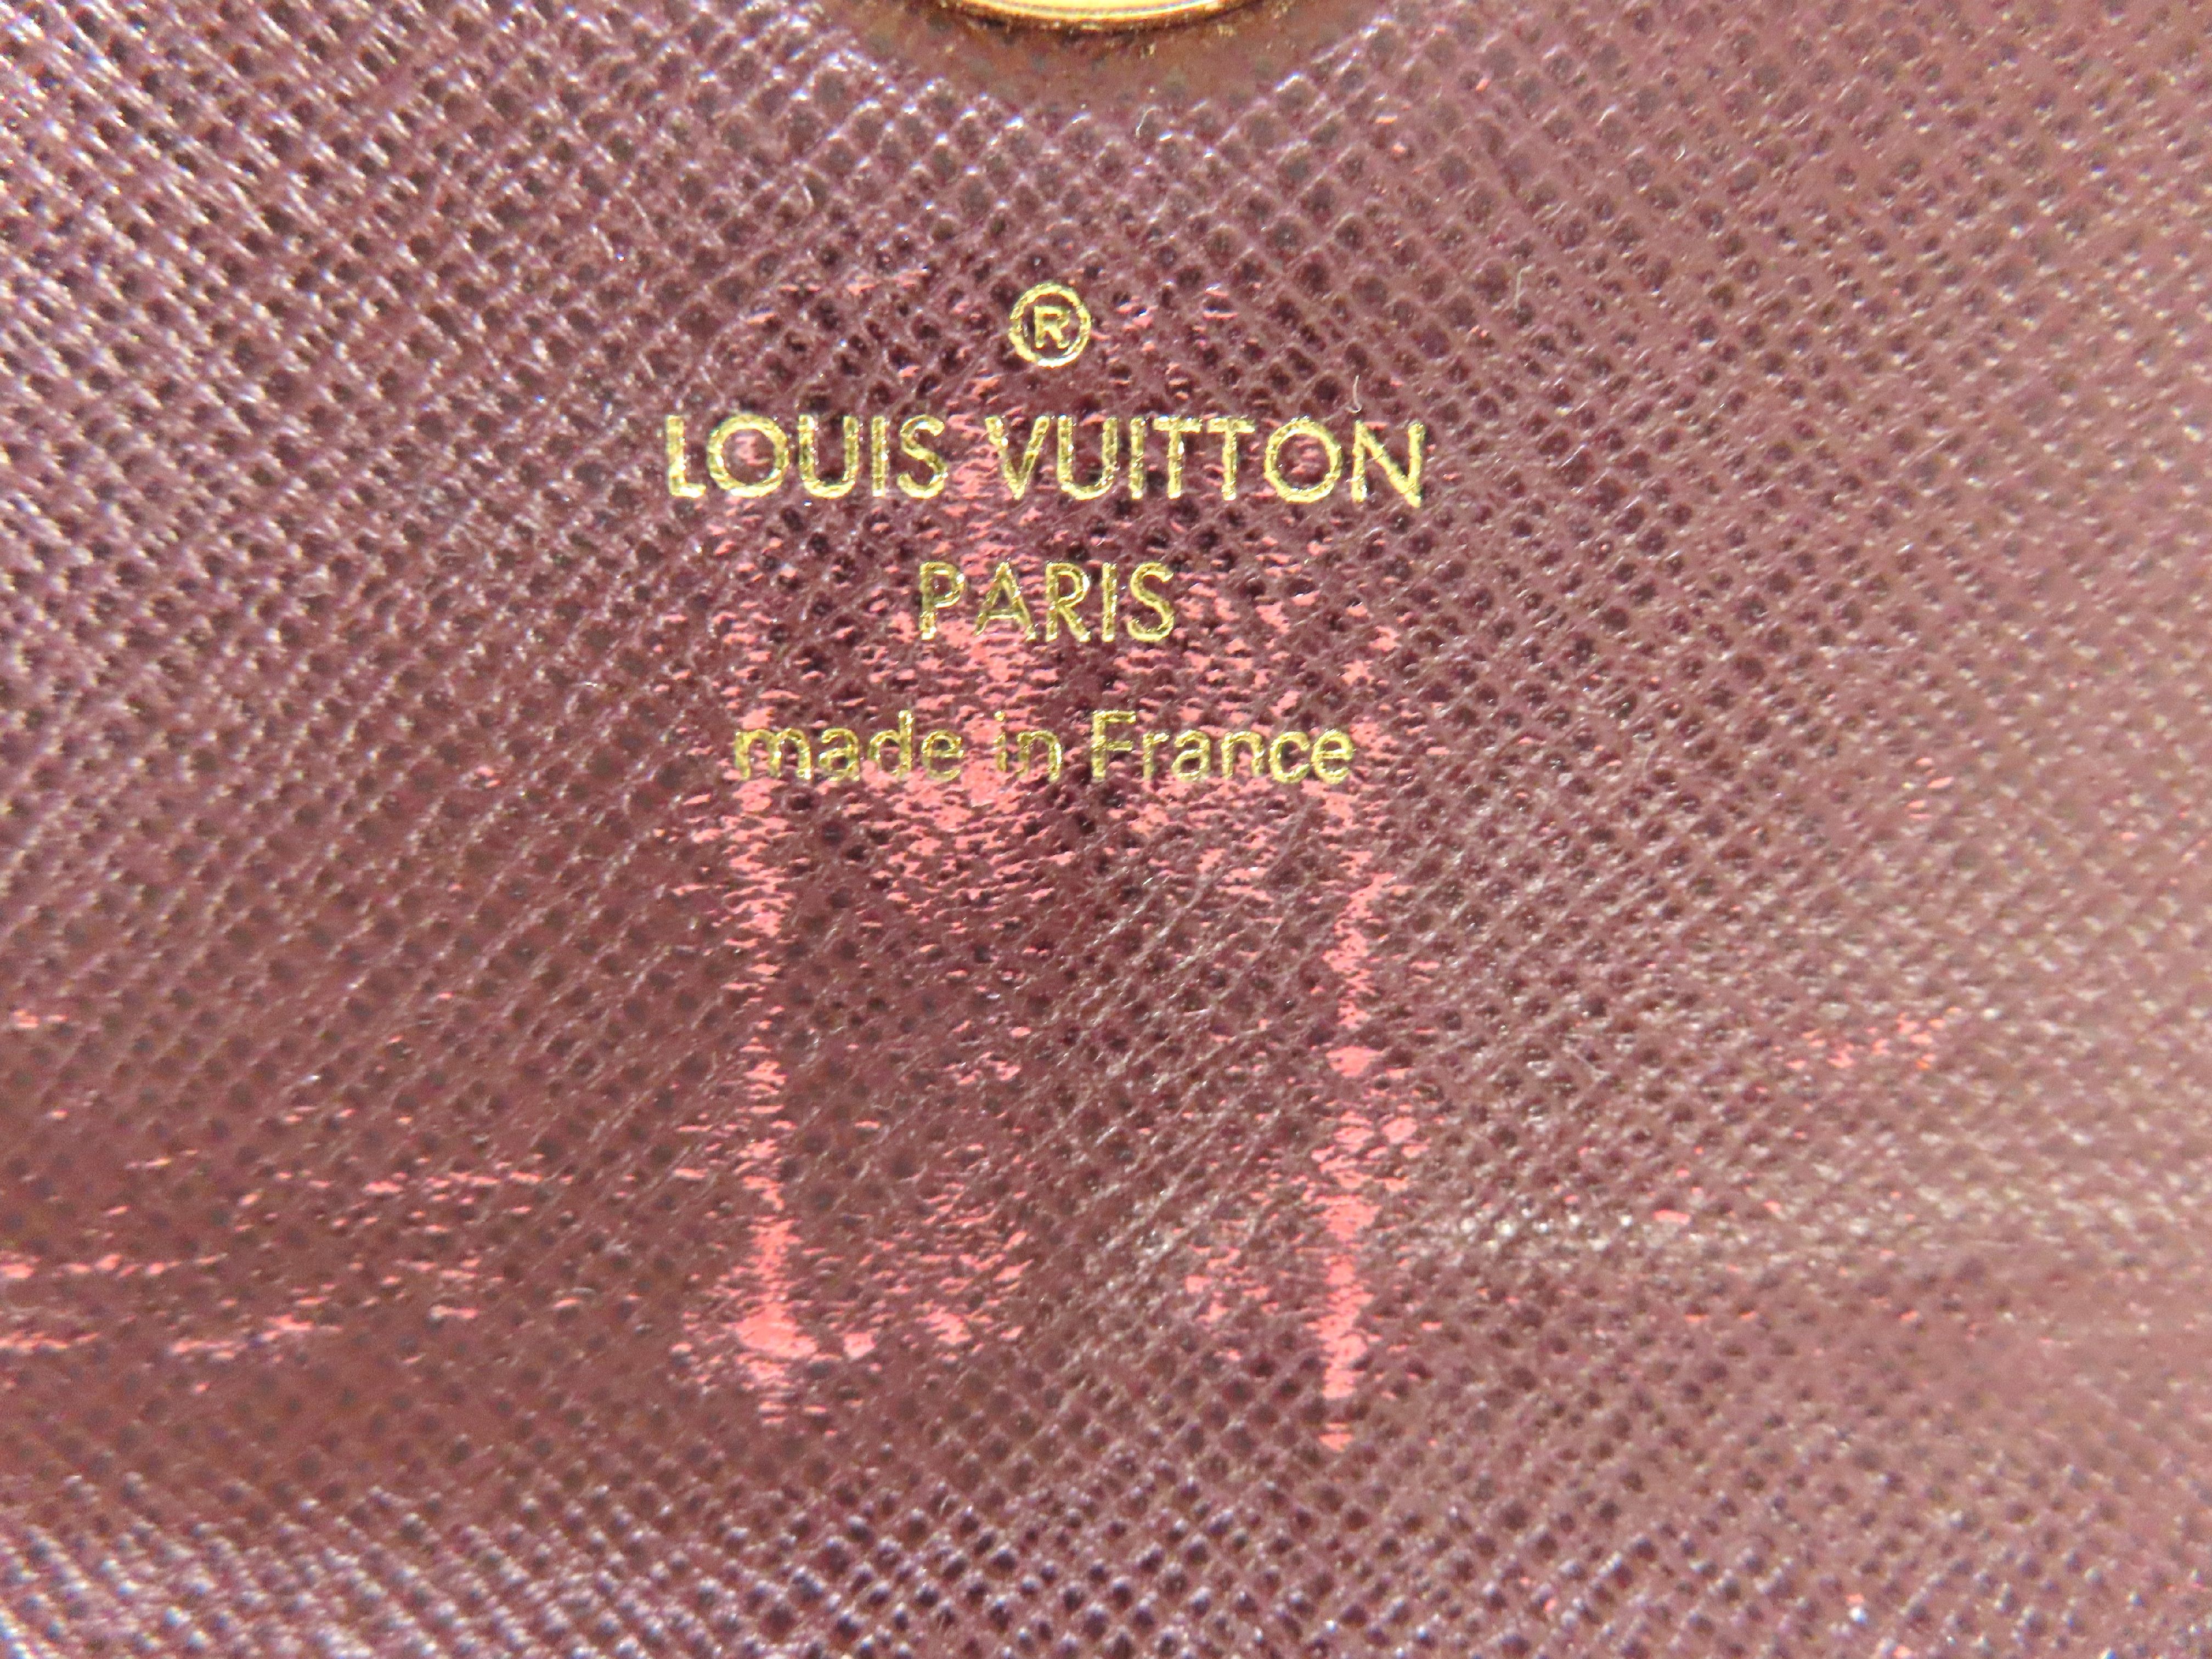 ®
LOUIS VUITTON
PARIS
made in France